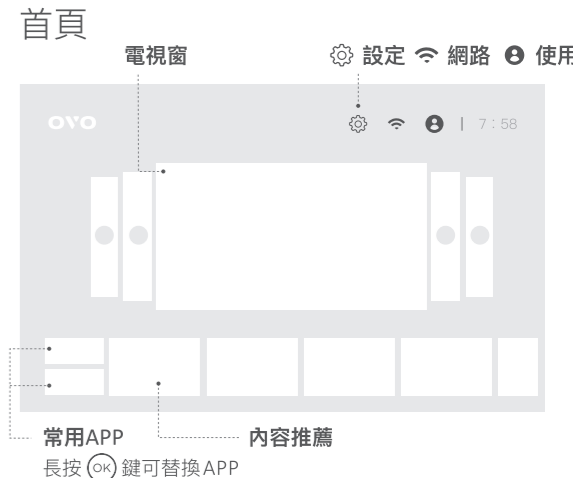 首頁
電視窗
設定 網路 使用
OVO
7：58
常用APP
內容推薦
長按 OK 鍵可替換APP